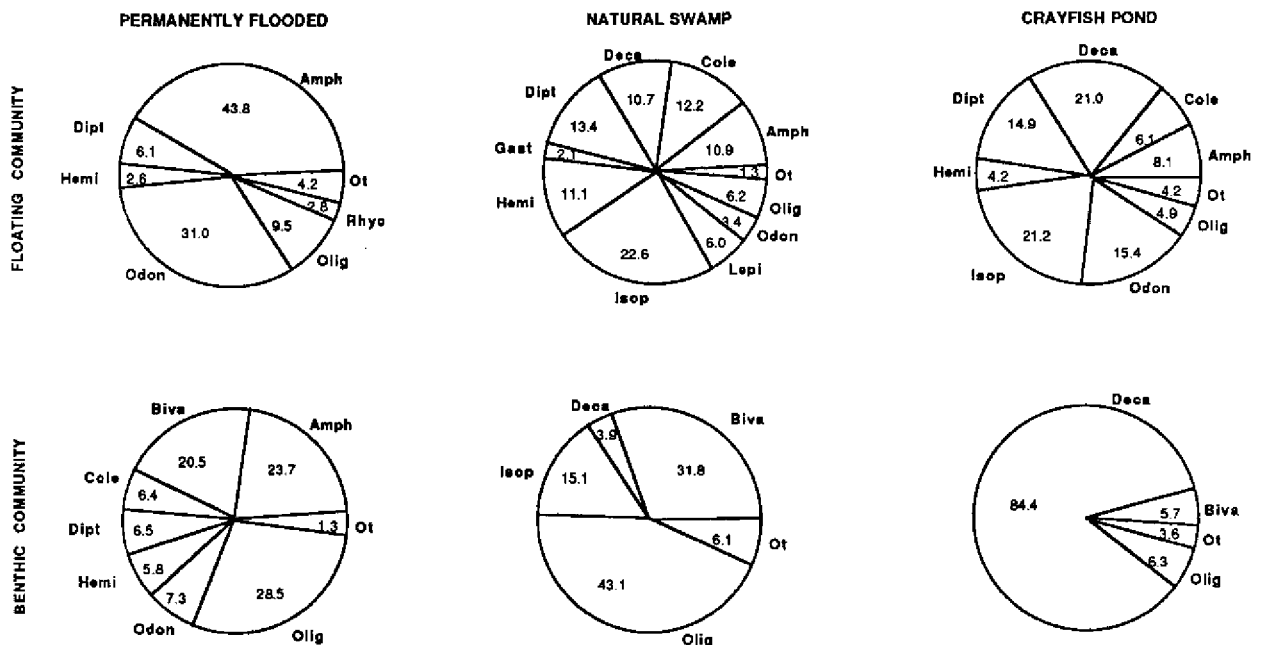 PERMANENTLY FLOODED
NATURAL SWAMP
CRAYFISH POND
FLOATING COMMUNITY
Amph
43.8
Dipt
6.1
Hemi
2.6
Odon
31.0
Olig
9.5
Rhyc
2.8
Ot
4.2
Deca
10.7
Cole
12.2
Amph
10.9
Ot
1.3
Olig
6.2
Odon
3.4
Lepi
6.0
Isop
22.6
Hemi
11.1
Gast
2.1
Dipt
13.4
Deca
21.0
Cole
6.1
Amph
8.1
Ot
4.2
Olig
4.9
Odon
15.4
Isop
21.2
Hemi
4.2
Dipt
14.9
BENTHIC COMMUNITY
Biva
20.5
Amph
23.7
Ot
1.3
Olig
28.5
Odon
7.3
Hemi
5.8
Dipt
6.5
Cole
6.4
Deca
3.9
Biva
31.8
Ot
6.1
Olig
43.1
Isop
15.1
Deca
84.4
Biva
5.7
Ot
3.6
Olig
6.3